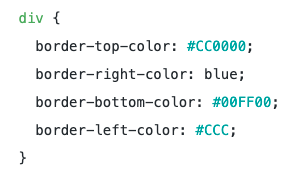 div {
  border-top-color: #CC0000;
  border-right-color: blue;
  border-bottom-color: #00FF00;
  border-left-color: #CCC;
}